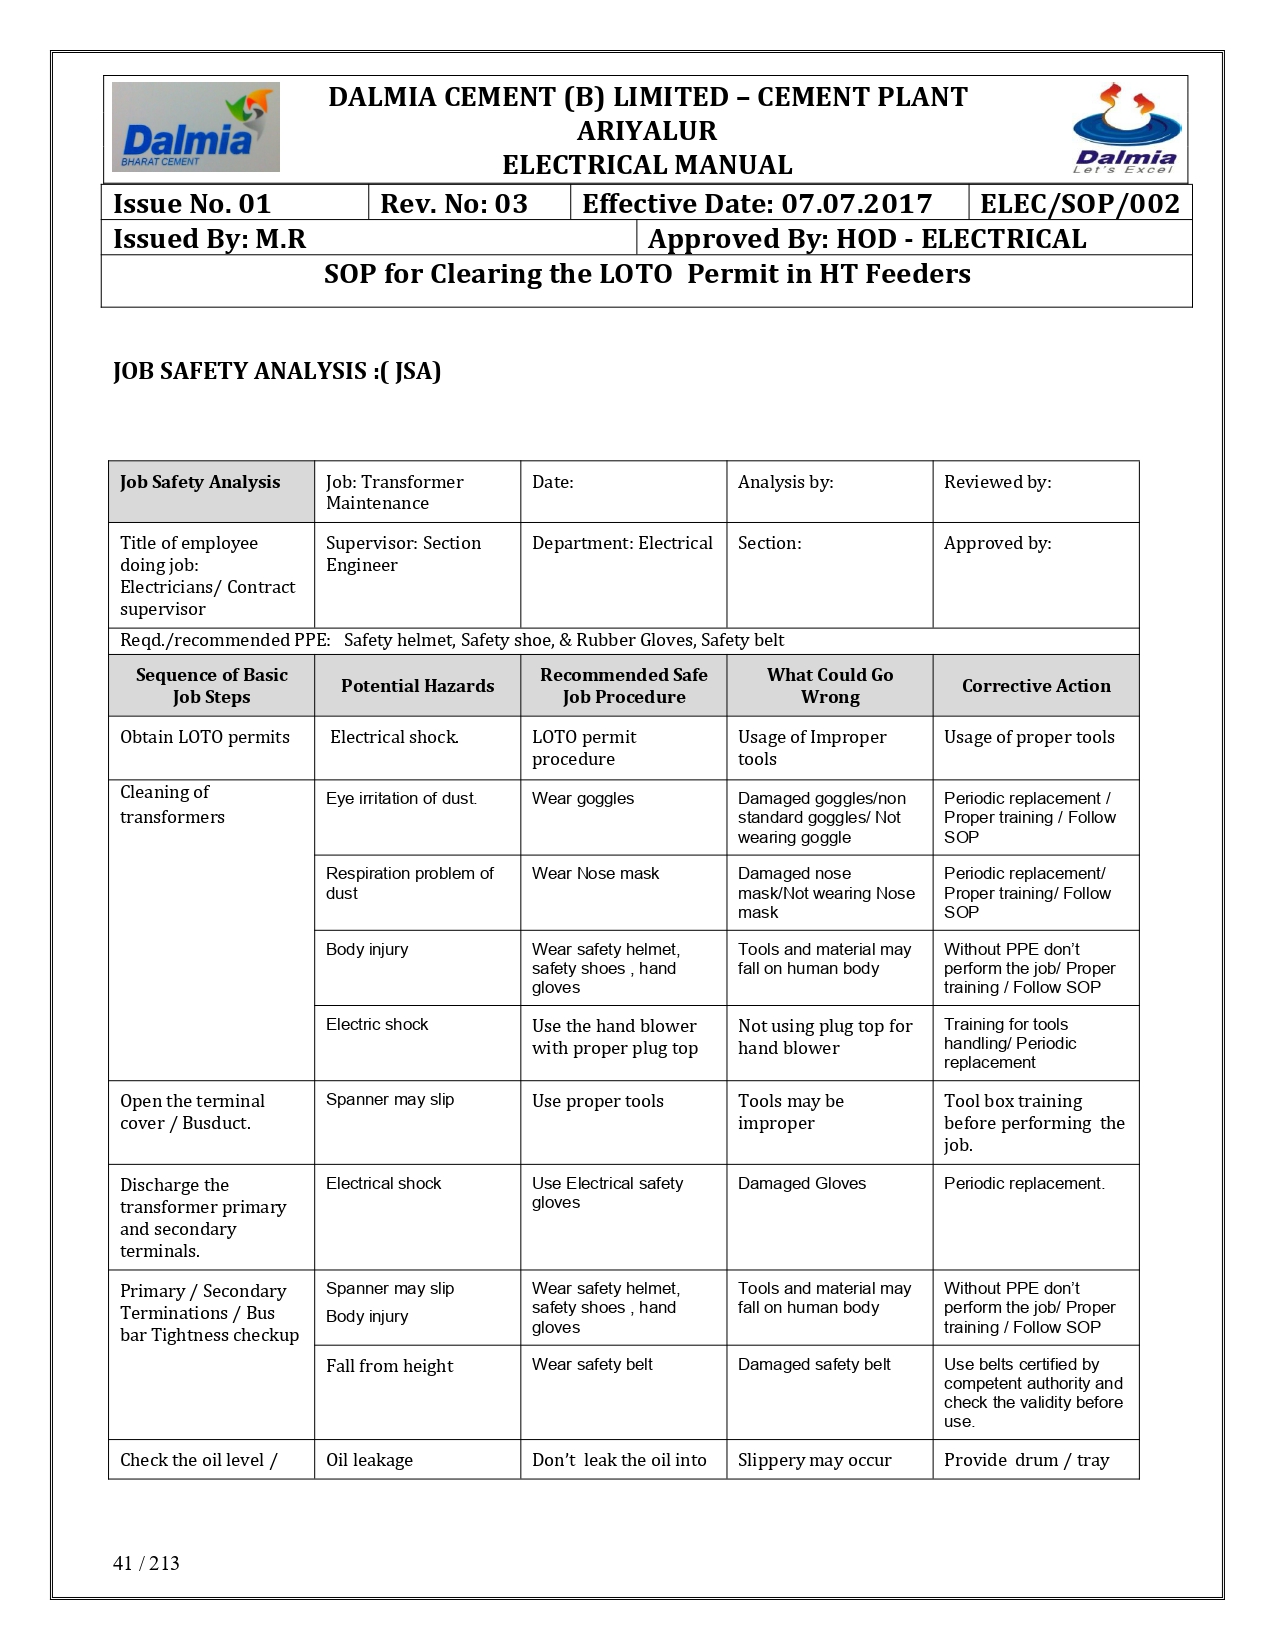 Dalmia
BHARAT CEMENT
DALMIA CEMENT (B) LIMITED – CEMENT PLANT
ARIYALUR
ELECTRICAL MANUAL
Dalmia
Let's Excel
Issue No. 01 Rev. No: 03 Effective Date: 07.07.2017 ELEC/SOP/002
Issued By: M.R Approved By: HOD - ELECTRICAL
SOP for Clearing the LOTO Permit in HT Feeders
JOB SAFETY ANALYSIS :( JSA)
Job Safety Analysis
Job: Transformer
Maintenance
Date:
Analysis by:
Reviewed by:
Title of employee
doing job:
Electricians/ Contract
supervisor
Supervisor: Section
Engineer
Department: Electrical
Section:
Approved by:
Reqd./recommended PPE: Safety helmet, Safety shoe, & Rubber Gloves, Safety belt
Sequence of Basic
Job Steps
Potential Hazards
Recommended Safe
Job Procedure
What Could Go
Wrong
Corrective Action
Obtain LOTO permits
Electrical shock.
LOTO permit
procedure
Usage of Improper
tools
Usage of proper tools
Cleaning of
transformers
Eye irritation of dust.
Wear goggles
Damaged goggles/non
standard goggles/ Not
wearing goggle
Periodic replacement /
Proper training / Follow
SOP
Respiration problem of
dust
Wear Nose mask
Damaged nose
mask/Not wearing Nose
mask
Periodic replacement/
Proper training/ Follow
SOP
Body injury
Wear safety helmet,
safety shoes , hand
gloves
Tools and material may
fall on human body
Without PPE don't
perform the job/ Proper
training / Follow SOP
Electric shock
Use the hand blower
with proper plug top
Not using plug top for
hand blower
Training for tools
handling/ Periodic
replacement
Open the terminal
cover / Busduct.
Spanner may slip
Use proper tools
Tools may be
improper
Tool box training
before performing the
job.
Discharge the
transformer primary
and secondary
terminals.
Electrical shock
Use Electrical safety
gloves
Damaged Gloves
Periodic replacement.
Primary / Secondary
Terminations / Bus
bar Tightness checkup
Spanner may slip
Body injury
Wear safety helmet,
safety shoes , hand
gloves
Tools and material may
fall on human body
Without PPE don't
perform the job/ Proper
training / Follow SOP
Fall from height
Wear safety belt
Damaged safety belt
Use belts certified by
competent authority and
check the validity before
use.
Check the oil level /
Oil leakage
Don't leak the oil into
Slippery may occur
Provide drum / tray
41 / 213